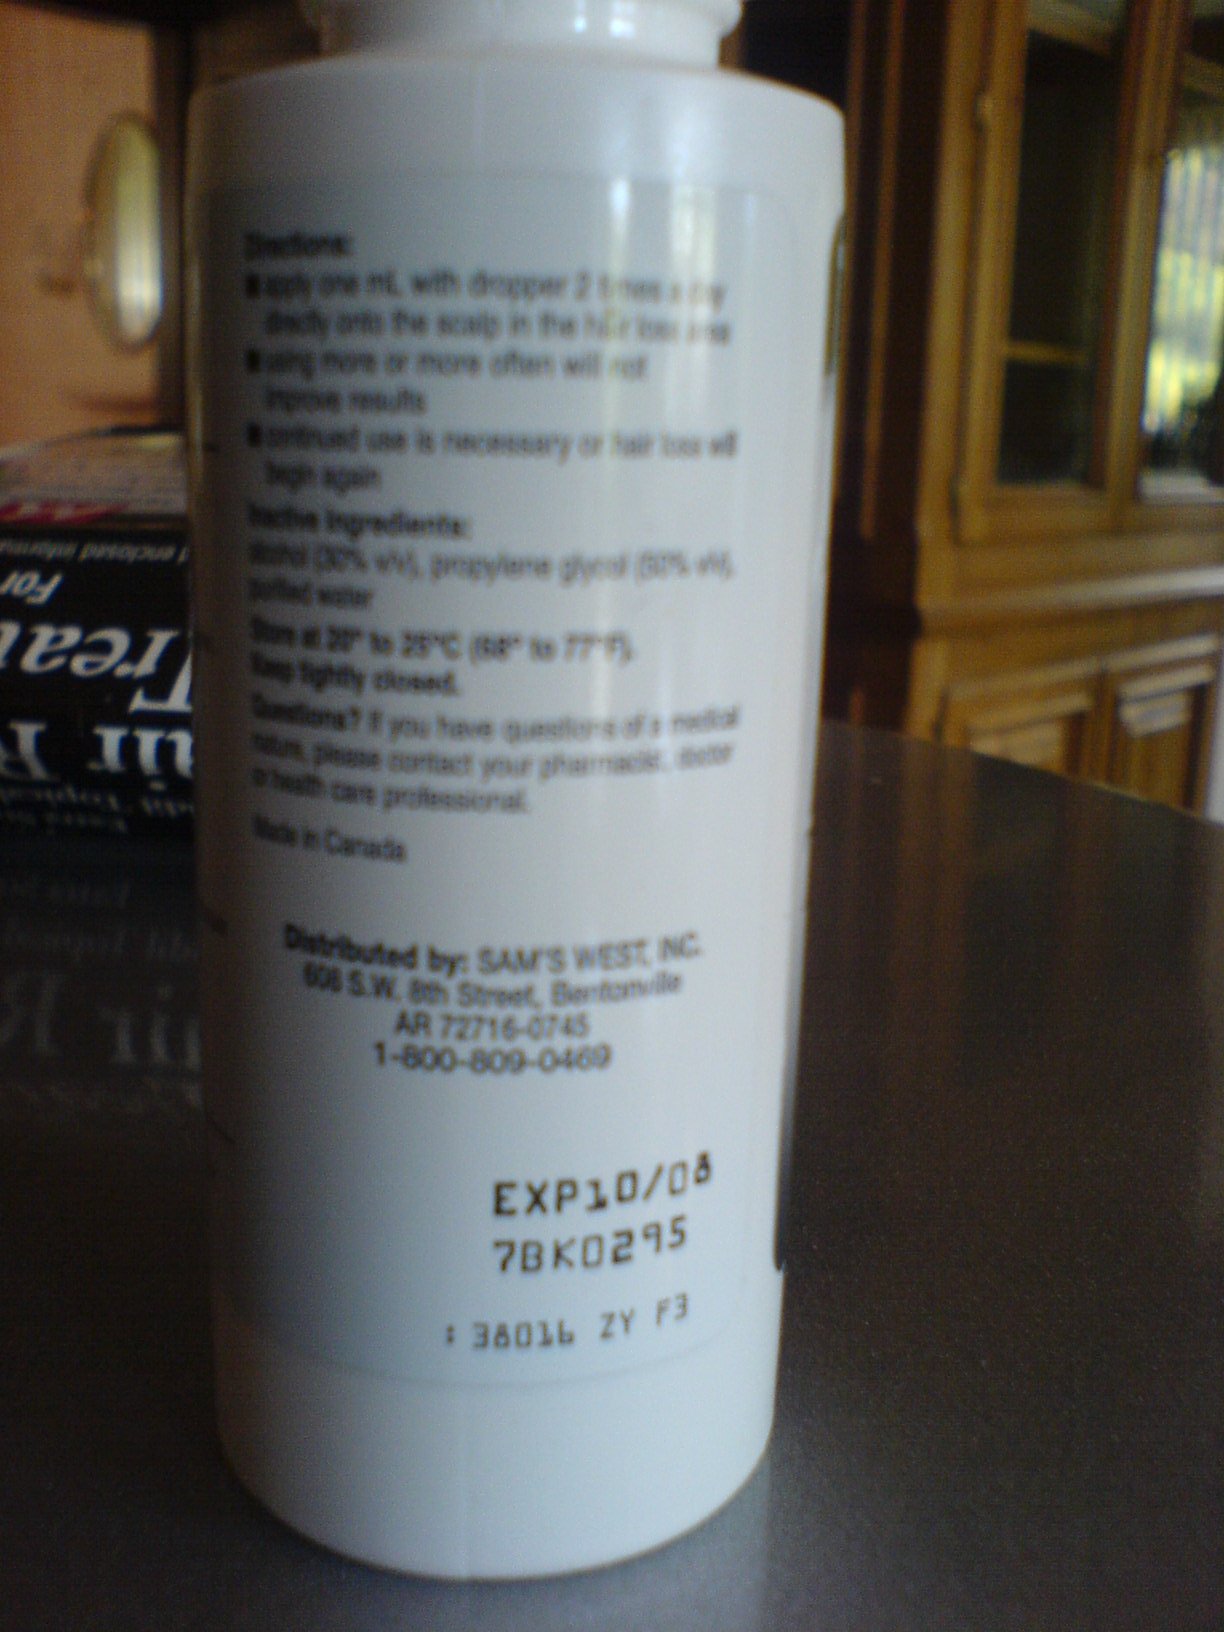 Directions:
■ apply one mL with dropper 2 times a day
directly onto the scalp in the hair loss area
■ using more or more often will not
improve results
■ continued use is necessary or hair loss will
begin again
Inactive Ingredients:
alcohol (30% v/v), propylene glycol (50% v/v),
purified water
Store at 20° to 25°C (68° to 77°F).
Keep tightly closed.
Questions? If you have questions of a medical
nature, please contact your pharmacist, doctor
or health care professional.
Made in Canada
Distributed by: SAM'S WEST, INC.
608 S.W. 8th Street, Bentonville
AR 72716-0745
1-800-809-0469
EXP10/08
7BK0295
: 38016 ZY F3
enclosed
For